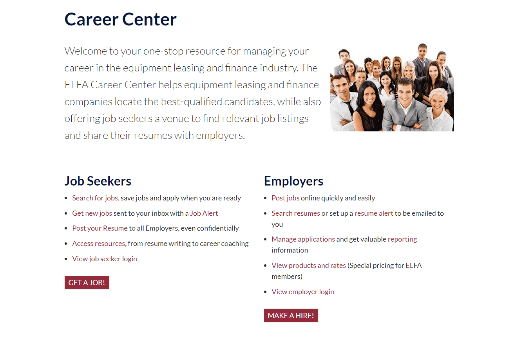 Career Center
Welcome to your one-stop resource for managing your
career in the equipment leasing and finance industry. The
ELFA Career Center helps equipment leasing and finance
companies locate the best-qualified candidates, while also
offering job seekers a venue to find relevant job listings
and share their resumes with employers.
Job Seekers
Search for jobs, save jobs and apply when you are ready
Get new jobs sent to your inbox with a Job Alert
Post your Resume to all Employers, even confidentially
Access resources, from resume writing to career coaching
View job seeker login
GET A JOB!
Employers
Post jobs online quickly and easily
Search resumes or set up a resume alert to be emailed to
you
Manage applications and get valuable reporting
information
View products and rates (Special pricing for ELFA
members)
View employer login
MAKE A HIRE!